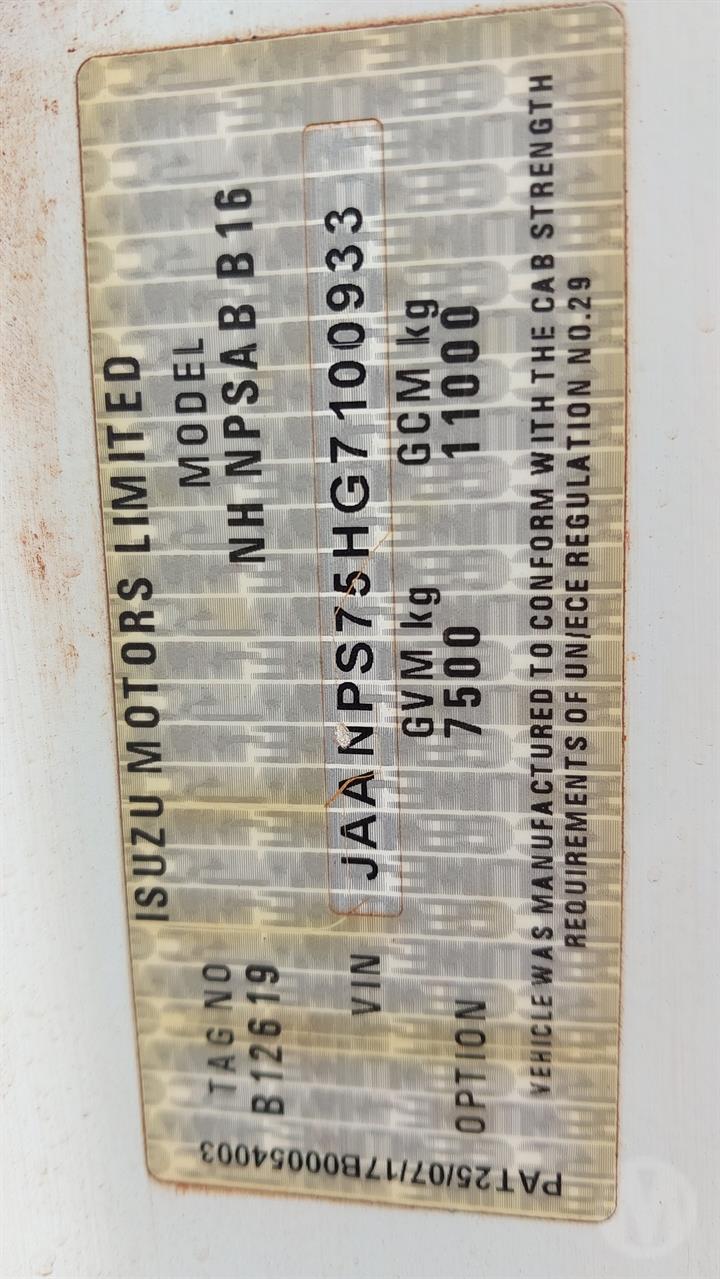 ISUZU MOTORS LIMITED
TAG NO MODEL
B12619 NH NPSAB B16
VIN JAANPS75HG7100933
GVM kg GCM kg
OPTION 7500 11000
VEHICLE WAS MANUFACTURED TO CONFORM WITH THE CAB STRENGTH
REQUIREMENTS OF UN/ECE REGULATION NO.29
PAT25/07/17B00054003